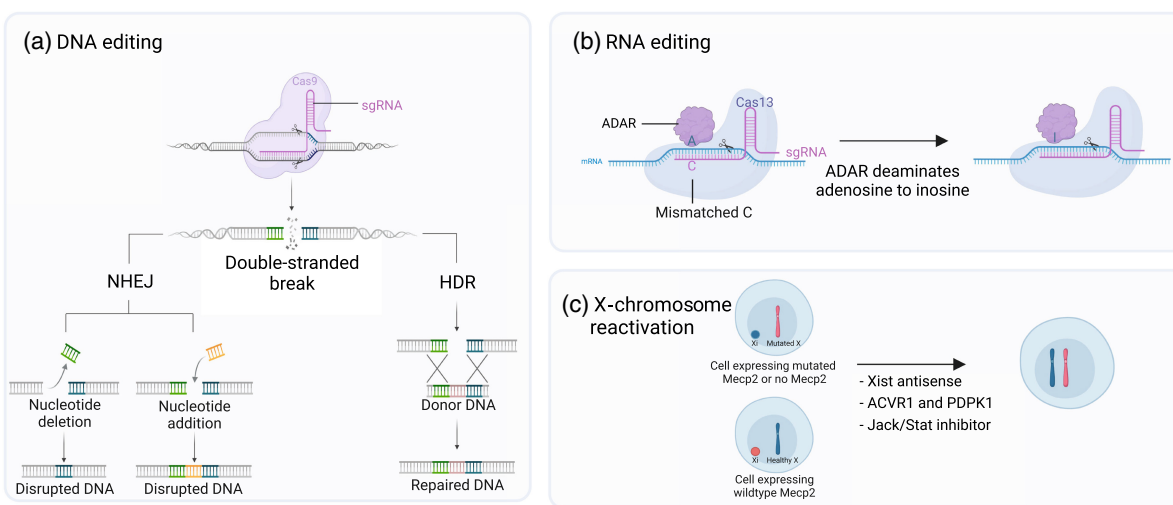 (a) DNA editing
Cas9
sgRNA
Double-stranded
break
NHEJ
HDR
Nucleotide
deletion
Nucleotide
addition
Donor DNA
Disrupted DNA
Disrupted DNA
Repaired DNA
(b) RNA editing
Cas13
ADAR
A
mRNA
sgRNA
C
Mismatched C
ADAR deaminates
adenosine to inosine
I
(c) X-chromosome
reactivation
Xi
Mutated X
Cell expressing mutated
Mecp2 or no Mecp2
Xi
Healthy X
Cell expressing
wildtype Mecp2
- Xist antisense
- ACVR1 and PDPK1
- Jack/Stat inhibitor